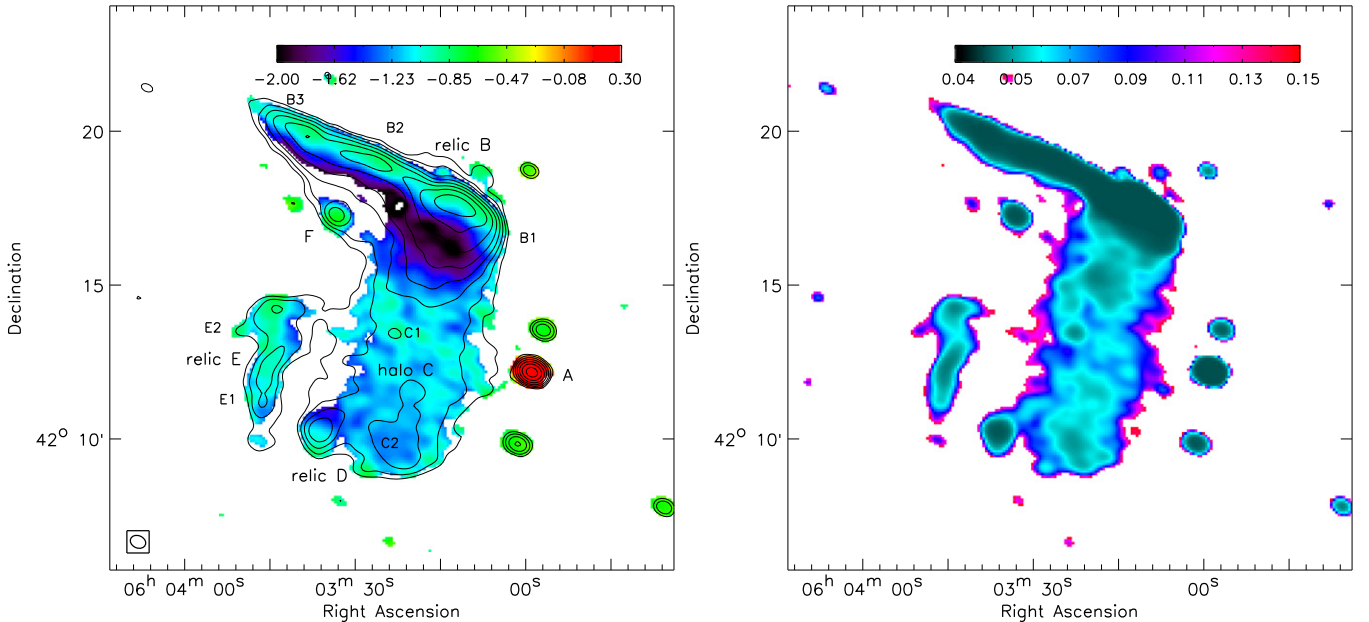 −2.00 −1.62 −1.23 −0.85 −0.47 −0.08 0.30
B3
B2
relic B
20
F
B1
15
E2
C1
relic E
halo C
A
E1
42° 10'
C2
relic D
Declination
06ʰ 04ᵐ 00ˢ 03ᵐ 30ˢ 00ˢ
Right Ascension
0.04 0.05 0.07 0.09 0.11 0.13 0.15
20
15
42° 10'
Declination
06ʰ 04ᵐ 00ˢ 03ᵐ 30ˢ 00ˢ
Right Ascension